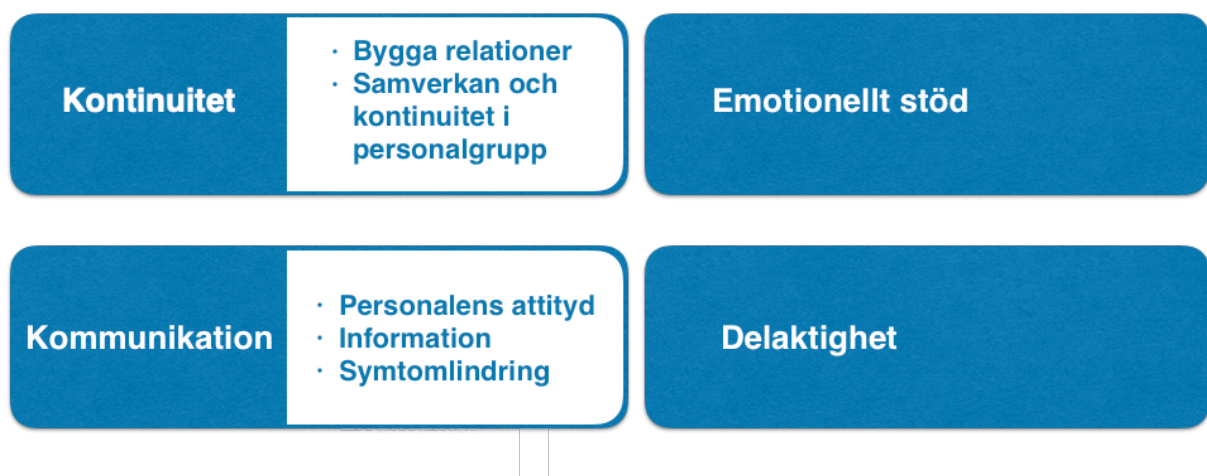 Kontinuitet
· Bygga relationer
· Samverkan och
kontinuitet i
personalgrupp
Emotionellt stöd
Kommunikation
· Personalens attityd
· Information
· Symtomlindring
Delaktighet